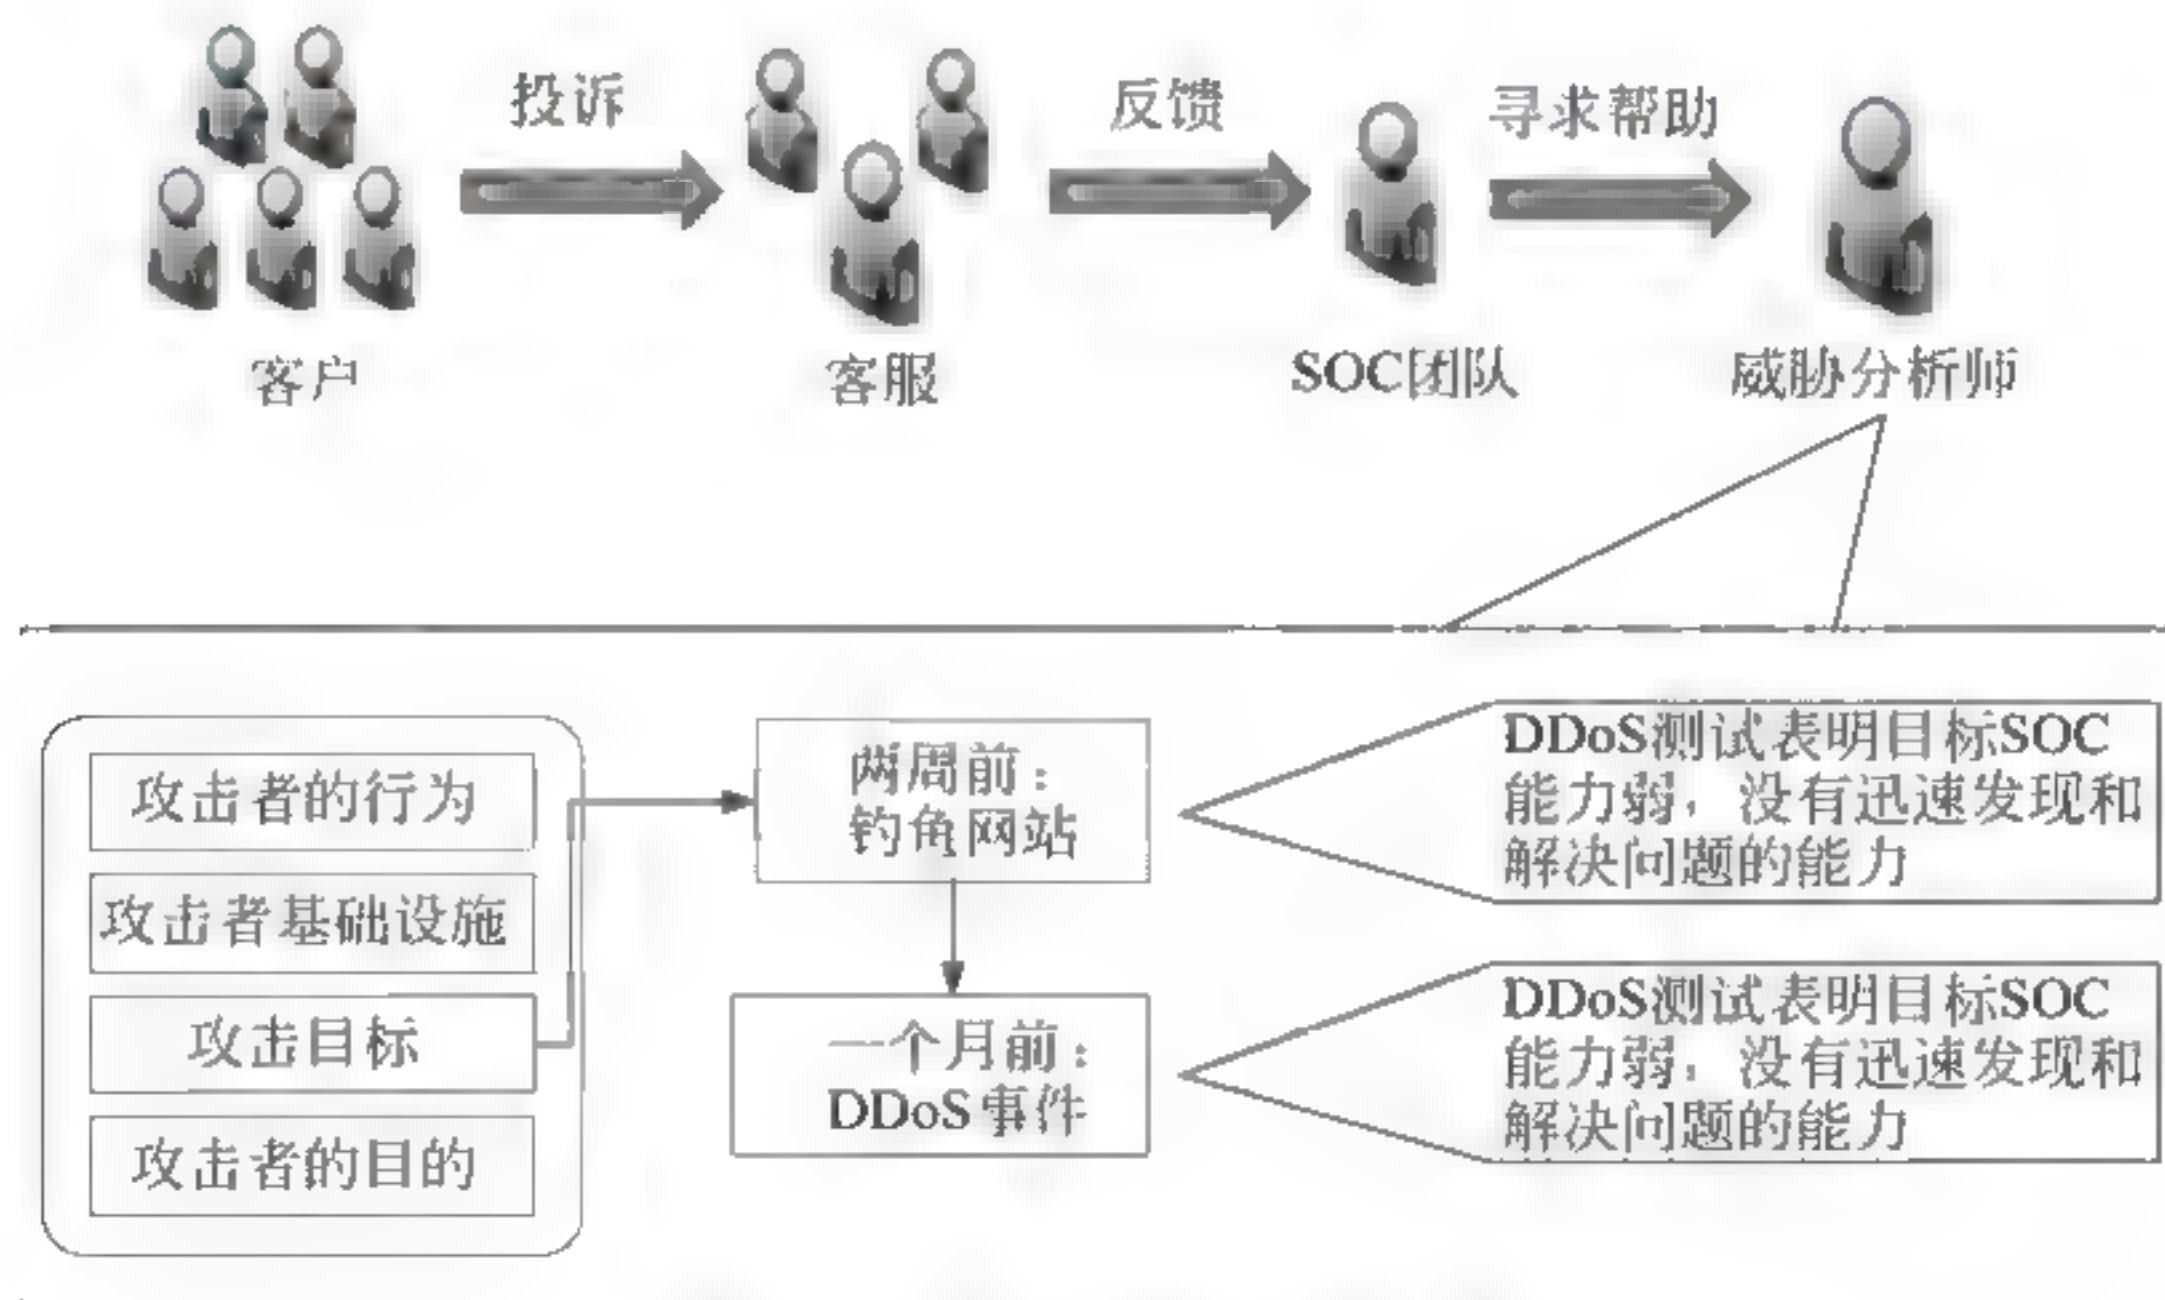 投诉
反馈
寻求帮助
客户
客服
SOC团队
威胁分析师
攻击者的行为
攻击者基础设施
攻击目标
攻击者的目的
两周前：
钓鱼网站
一个月前：
DDoS事件
DDoS测试表明目标SOC
能力弱，没有迅速发现和
解决问题的能力
DDoS测试表明目标SOC
能力弱，没有迅速发现和
解决问题的能力